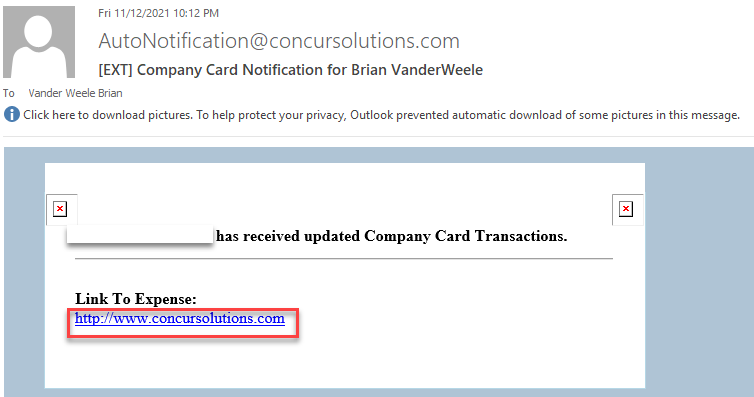 Fri 11/12/2021 10:12 PM
AutoNotification@concursolutions.com
[EXT] Company Card Notification for Brian VanderWeele
To Vander Weele Brian
Click here to download pictures. To help protect your privacy, Outlook prevented automatic download of some pictures in this message.
has received updated Company Card Transactions.
Link To Expense:
http://www.concursolutions.com